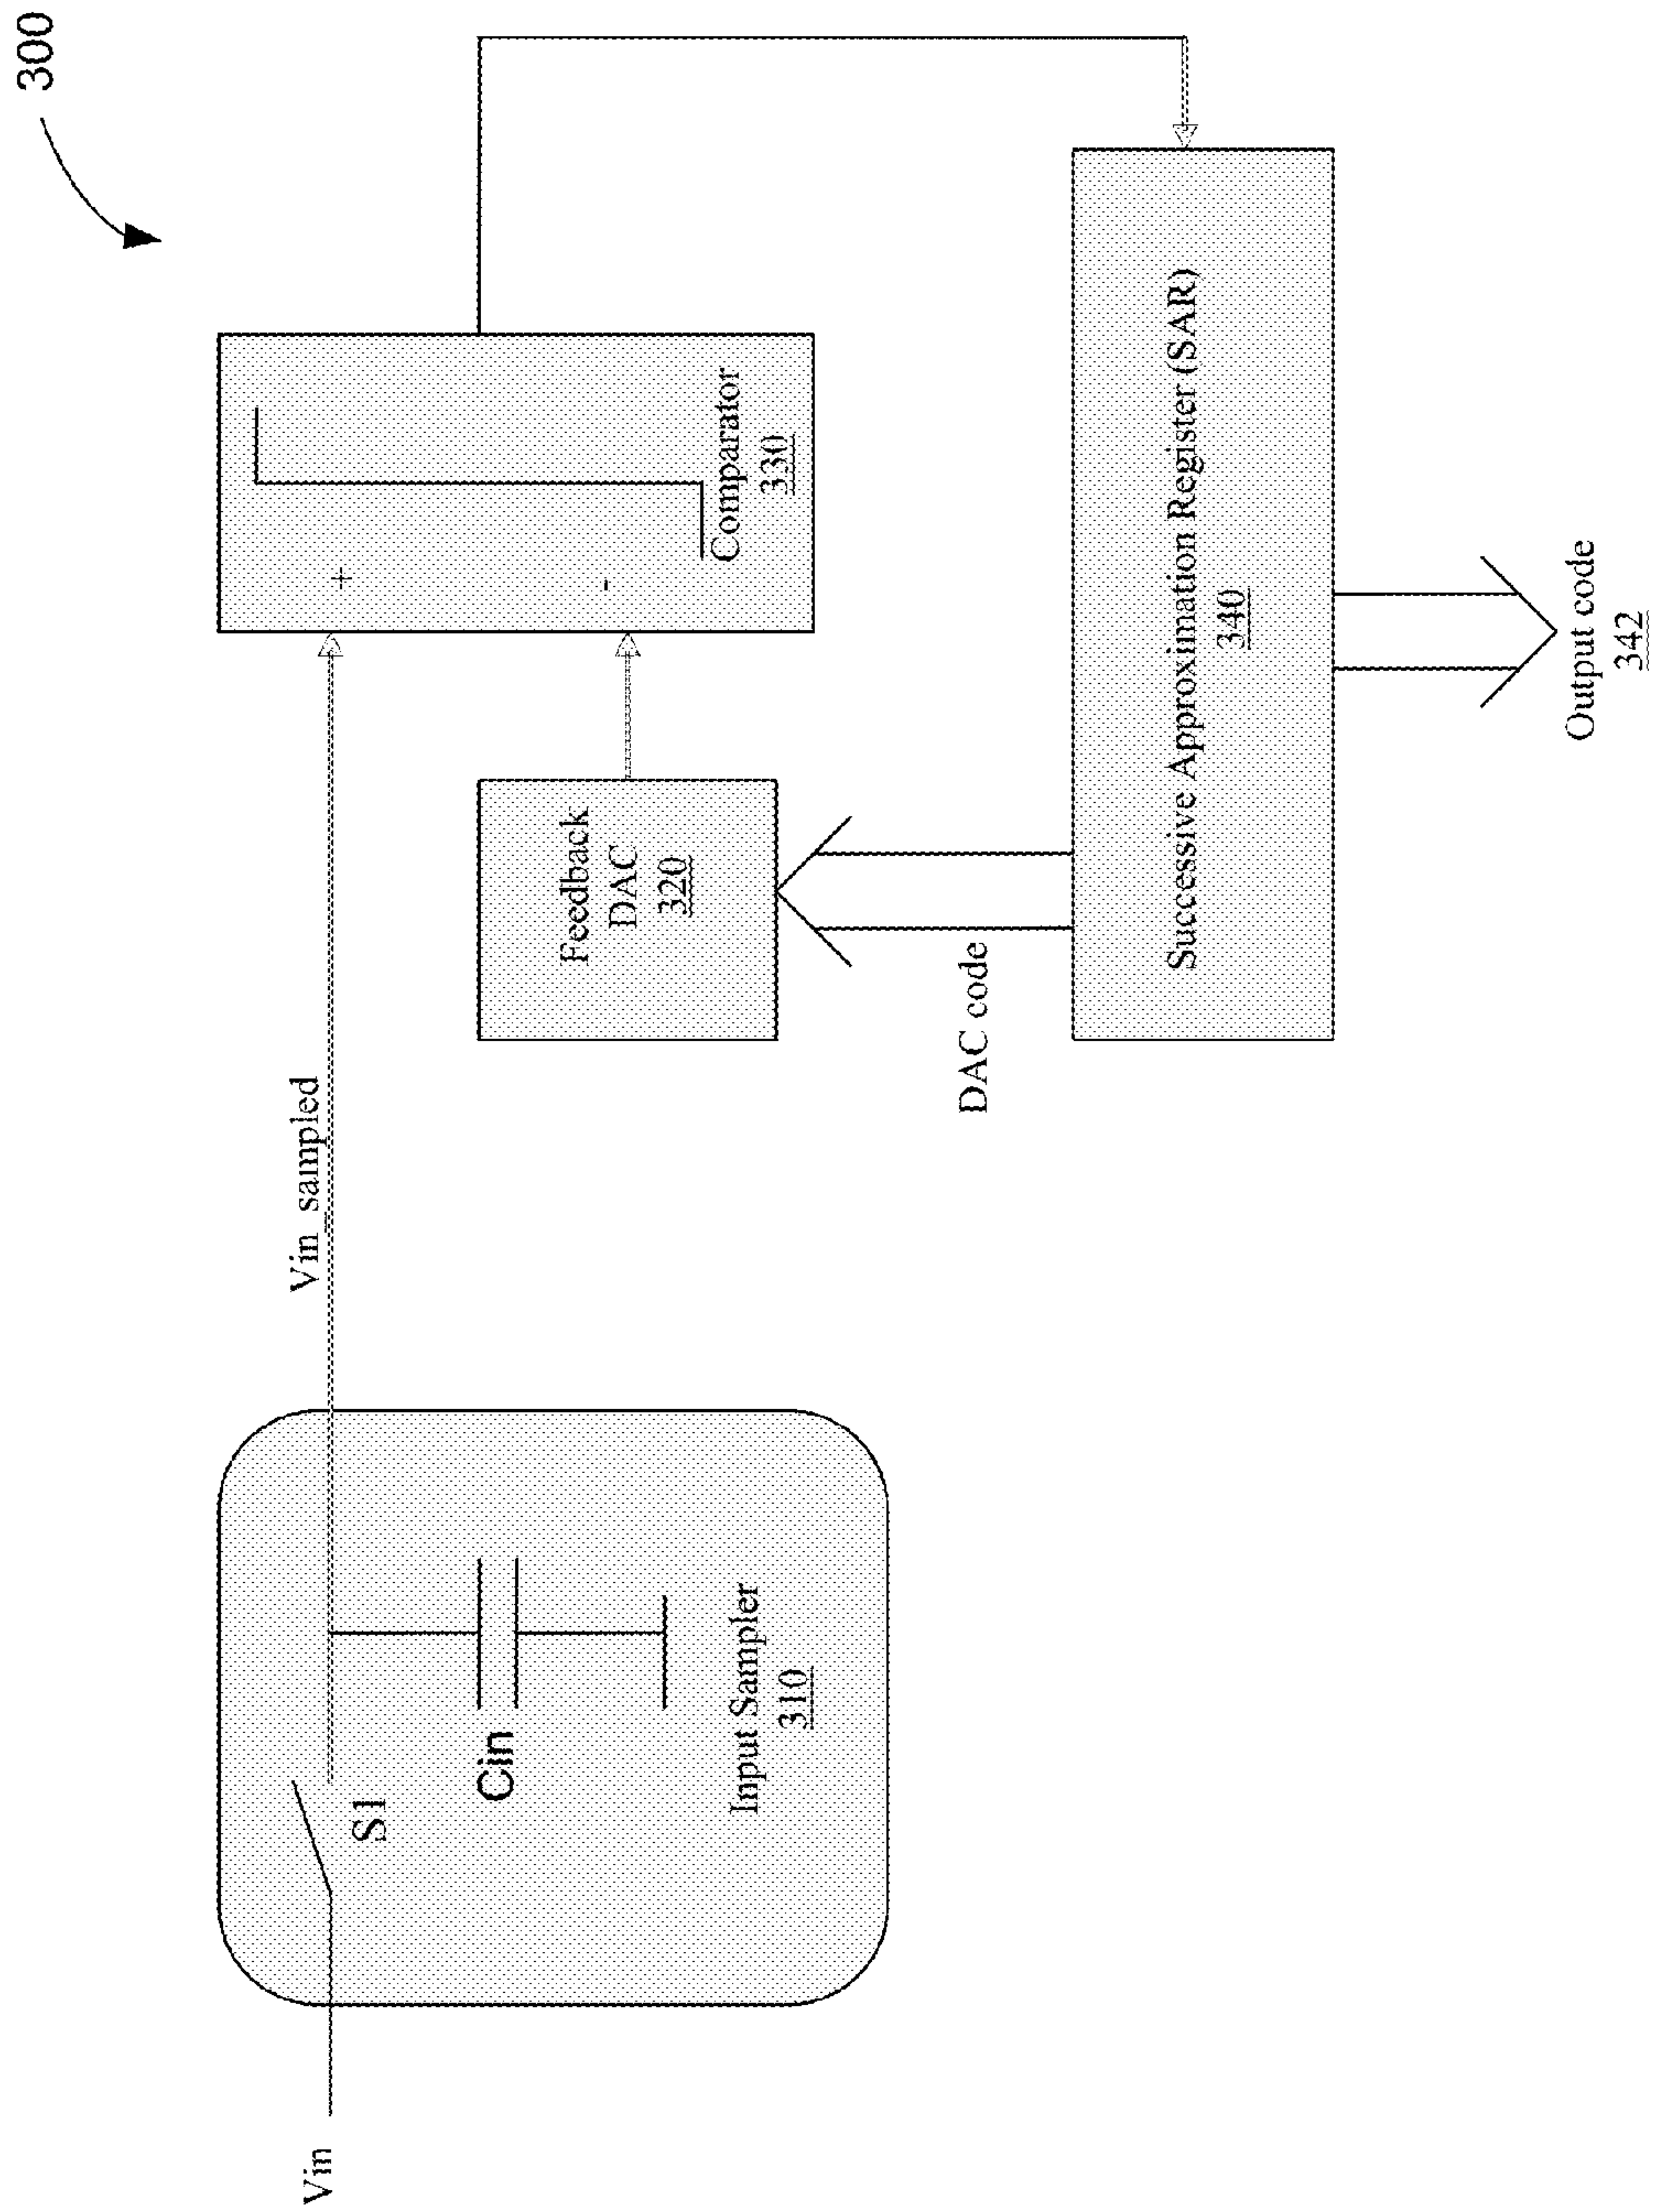 300
Vin
S1
Cin
Input Sampler
310
Vin_sampled
+
-
Comparator
330
Feedback
DAC
320
DAC code
Successive Approximation Register (SAR)
340
Output code
342